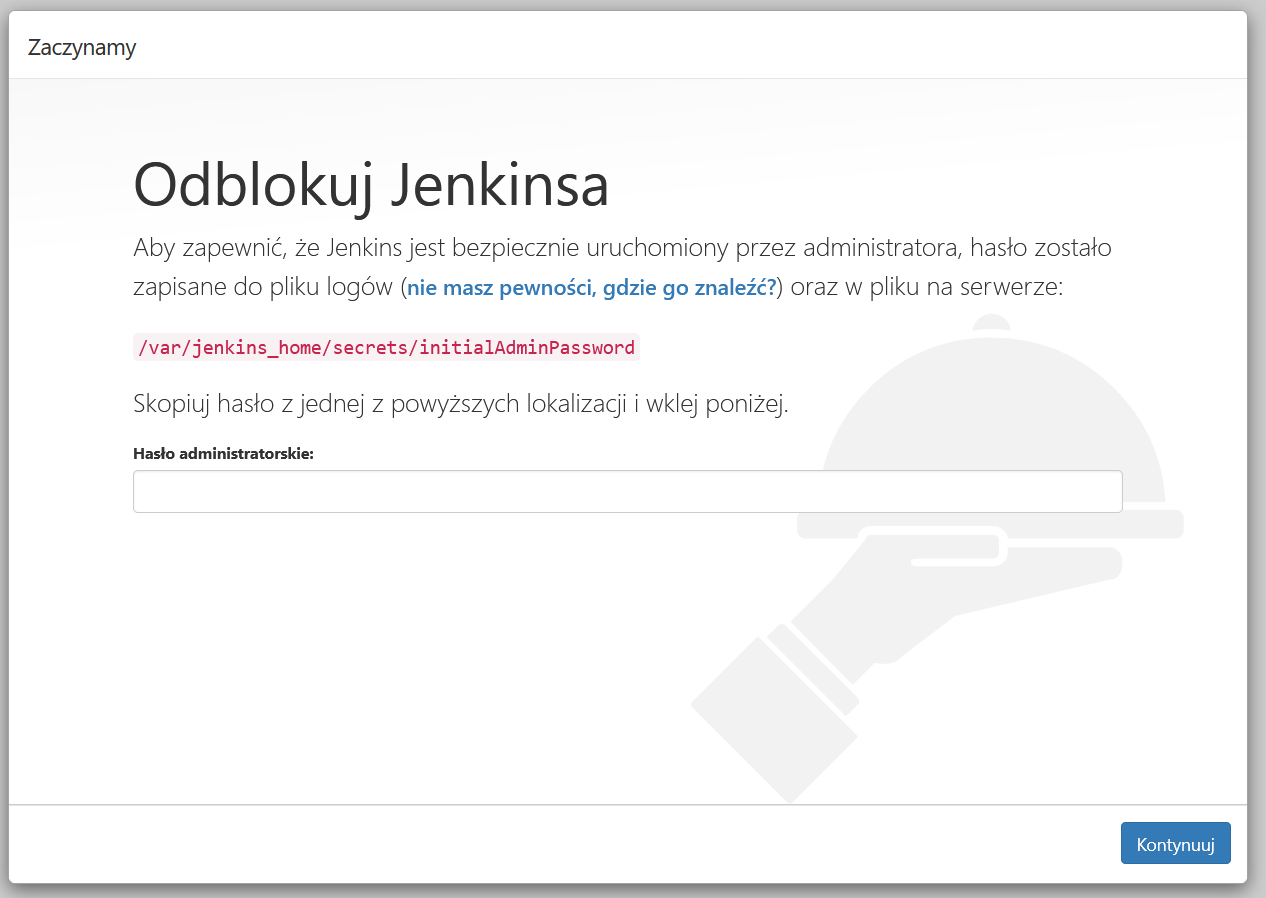 Zaczynamy
Odblokuj Jenkinsa
Aby zapewnić, że Jenkins jest bezpiecznie uruchomiony przez administratora, hasło zostało
zapisane do pliku logów (nie masz pewności, gdzie go znaleźć?) oraz w pliku na serwerze:
/var/jenkins_home/secrets/initialAdminPassword
Skopiuj hasło z jednej z powyższych lokalizacji i wklej poniżej.
Hasło administratorskie:
Kontynuuj